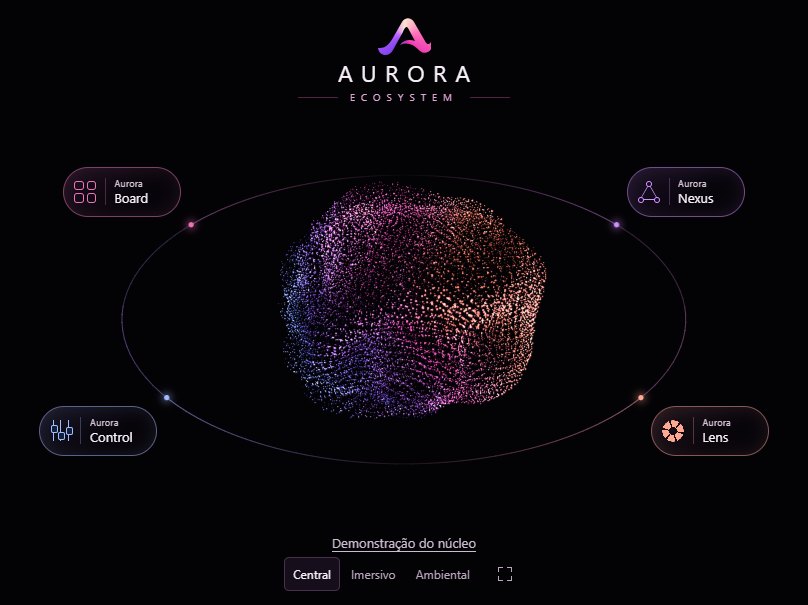 AURORA
ECOSYSTEM
Aurora
Board
Aurora
Nexus
Aurora
Control
Aurora
Lens
Demonstração do núcleo
Central Imersivo Ambiental